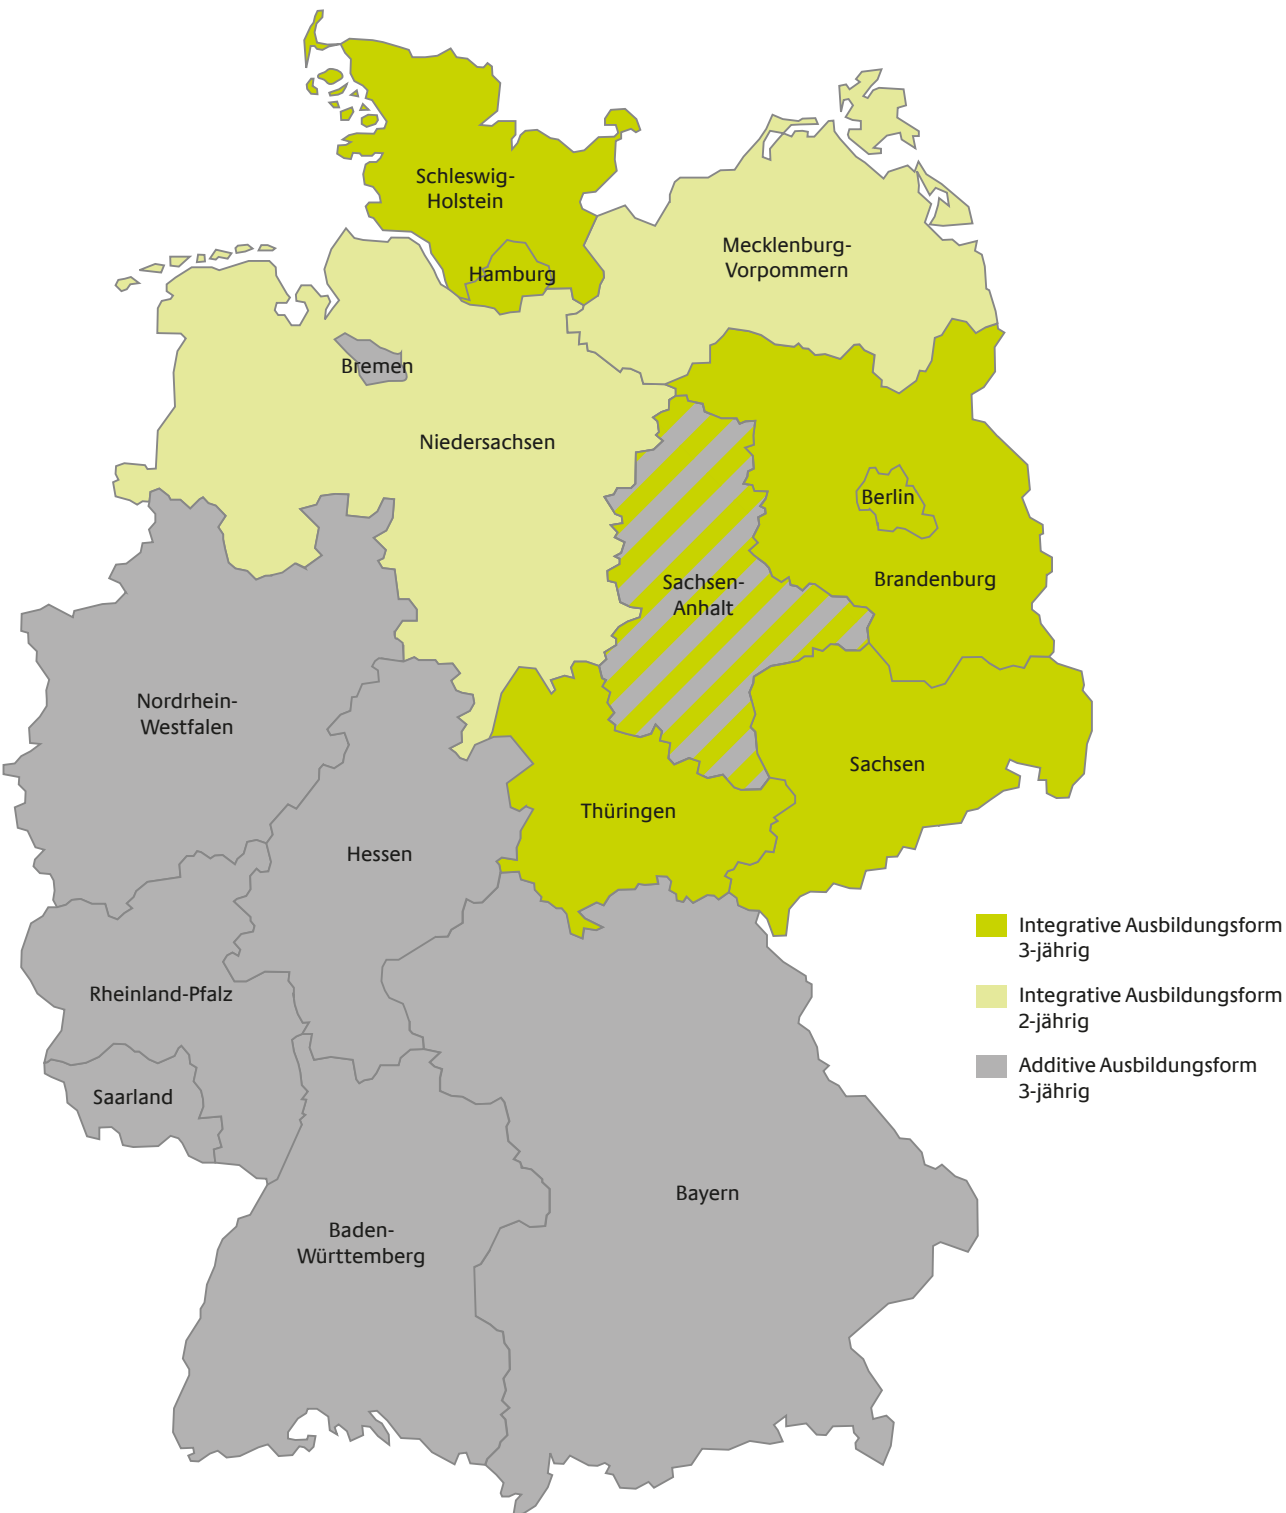 Schleswig-
Holstein
Hamburg
Mecklenburg-
Vorpommern
Bremen
Niedersachsen
Berlin
Brandenburg
Sachsen-
Anhalt
Nordrhein-
Westfalen
Sachsen
Thüringen
Hessen
Rheinland-Pfalz
Saarland
Bayern
Baden-
Württemberg
Integrative Ausbildungsform
3-jährig
Integrative Ausbildungsform
2-jährig
Additive Ausbildungsform
3-jährig